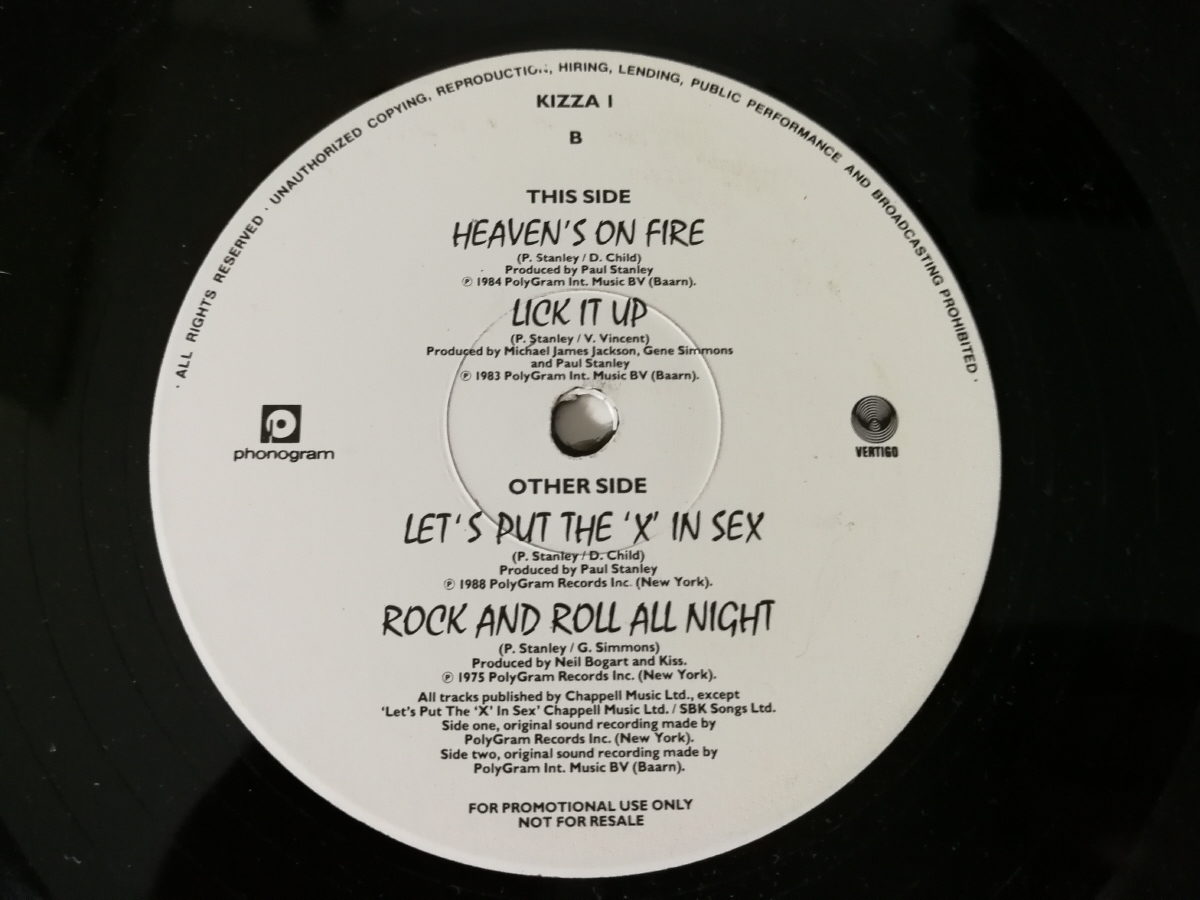 · ALL RIGHTS RESERVED · UNAUTHORIZED COPYING, REPRODUCTION, HIRING, LENDING, PUBLIC PERFORMANCE AND BROADCASTING PROHIBITED ·
KIZZA 1
B
THIS SIDE
HEAVEN'S ON FIRE
(P. Stanley / D. Child)
Produced by Paul Stanley
℗ 1984 PolyGram Int. Music BV (Baarn).
LICK IT UP
(P. Stanley / V. Vincent)
Produced by Michael James Jackson, Gene Simmons
and Paul Stanley
℗ 1983 PolyGram Int. Music BV (Baarn).
phonogram
VERTIGO
OTHER SIDE
LET'S PUT THE 'X' IN SEX
(P. Stanley / D. Child)
Produced by Paul Stanley
℗ 1988 PolyGram Records Inc. (New York).
ROCK AND ROLL ALL NIGHT
(P. Stanley / G. Simmons)
Produced by Neil Bogart and Kiss.
℗ 1975 PolyGram Records Inc. (New York).
All tracks published by Chappell Music Ltd., except
'Let's Put The 'X' In Sex' Chappell Music Ltd. / SBK Songs Ltd.
Side one, original sound recording made by
PolyGram Records Inc. (New York).
Side two, original sound recording made by
PolyGram Int. Music BV (Baarn).
FOR PROMOTIONAL USE ONLY
NOT FOR RESALE